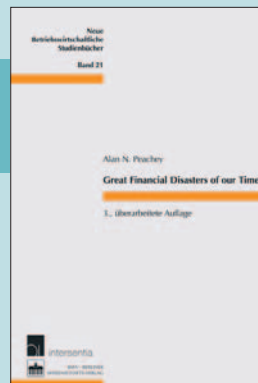 Neue
Betriebswirtschaftliche
Studienbücher
Band 21
Alan N. Peachey
Great Financial Disasters of our Time
3., überarbeitete Auflage
intersentia